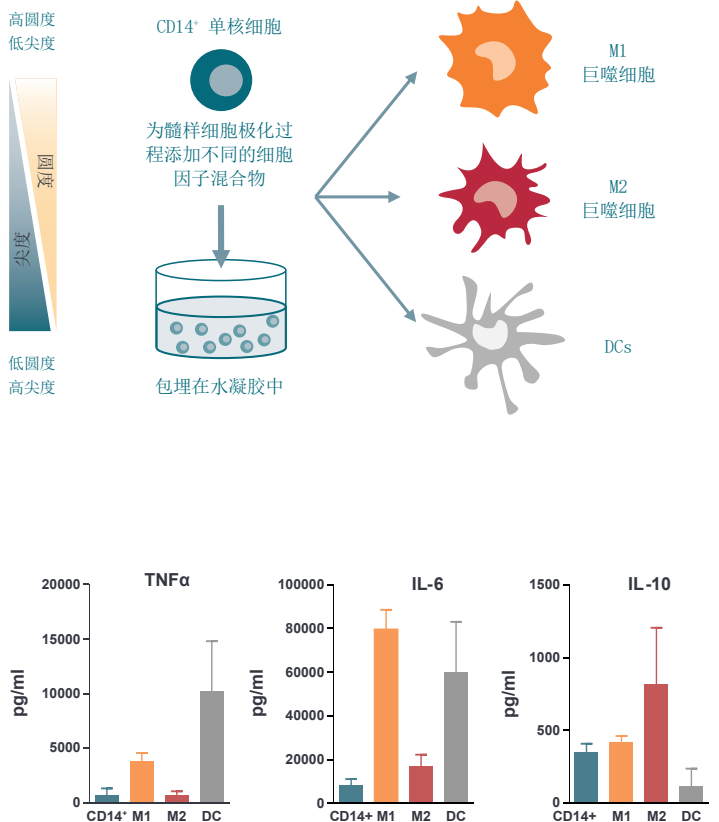 高圆度
低尖度
圆度
尖度
低圆度
高尖度
CD14⁺ 单核细胞
为髓样细胞极化过
程添加不同的细胞
因子混合物
包埋在水凝胶中
M1
巨噬细胞
M2
巨噬细胞
DCs
TNFα
pg/ml
20000
15000
10000
5000
0
CD14⁺ M1 M2 DC
IL-6
pg/ml
100000
80000
60000
40000
20000
0
CD14+ M1 M2 DC
IL-10
pg/ml
1500
1000
500
0
CD14+ M1 M2 DC